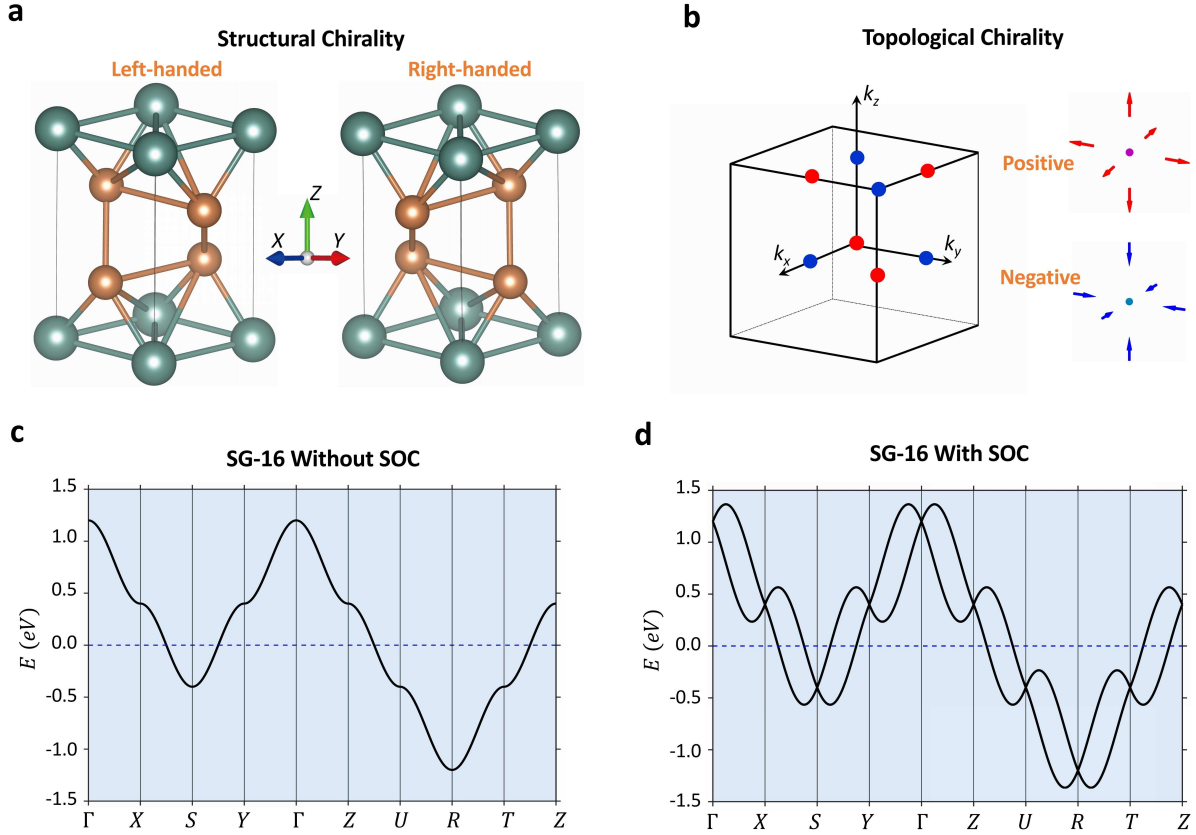 a
Structural Chirality
Left-handed
Right-handed
Z
X
Y
b
Topological Chirality
k_z
k_x
k_y
Positive
Negative
c
SG-16 Without SOC
E (eV)
1.5
1.0
0.5
0.0
-0.5
-1.0
-1.5
Γ X S Y Γ Z U R T Z
d
SG-16 With SOC
E (eV)
1.5
1.0
0.5
0.0
-0.5
-1.0
-1.5
Γ X S Y Γ Z U R T Z